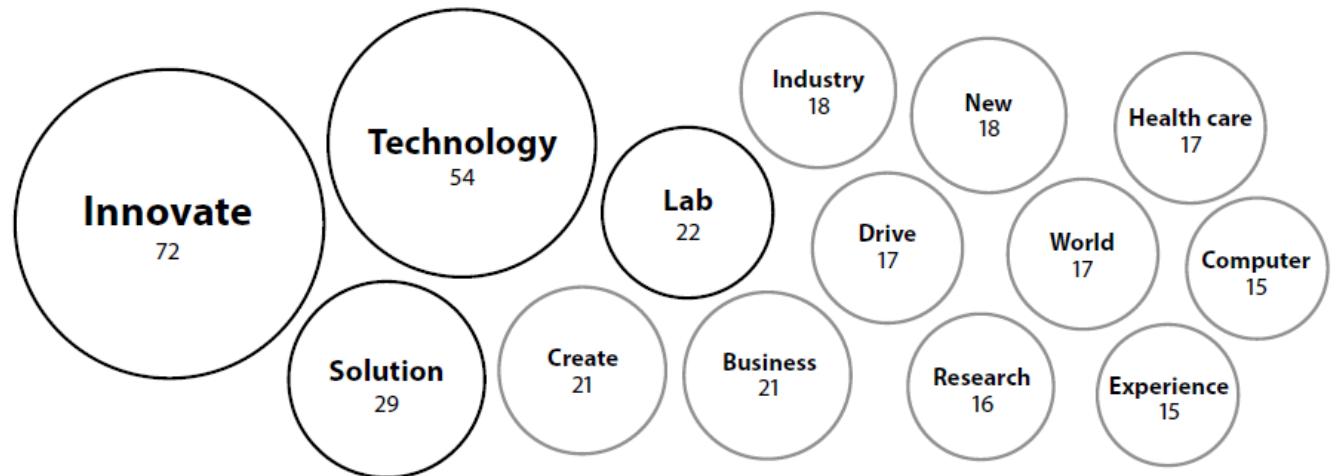 Innovate
72
Technology
54
Solution
29
Lab
22
Create
21
Business
21
Industry
18
New
18
Health care
17
Drive
17
World
17
Computer
15
Research
16
Experience
15